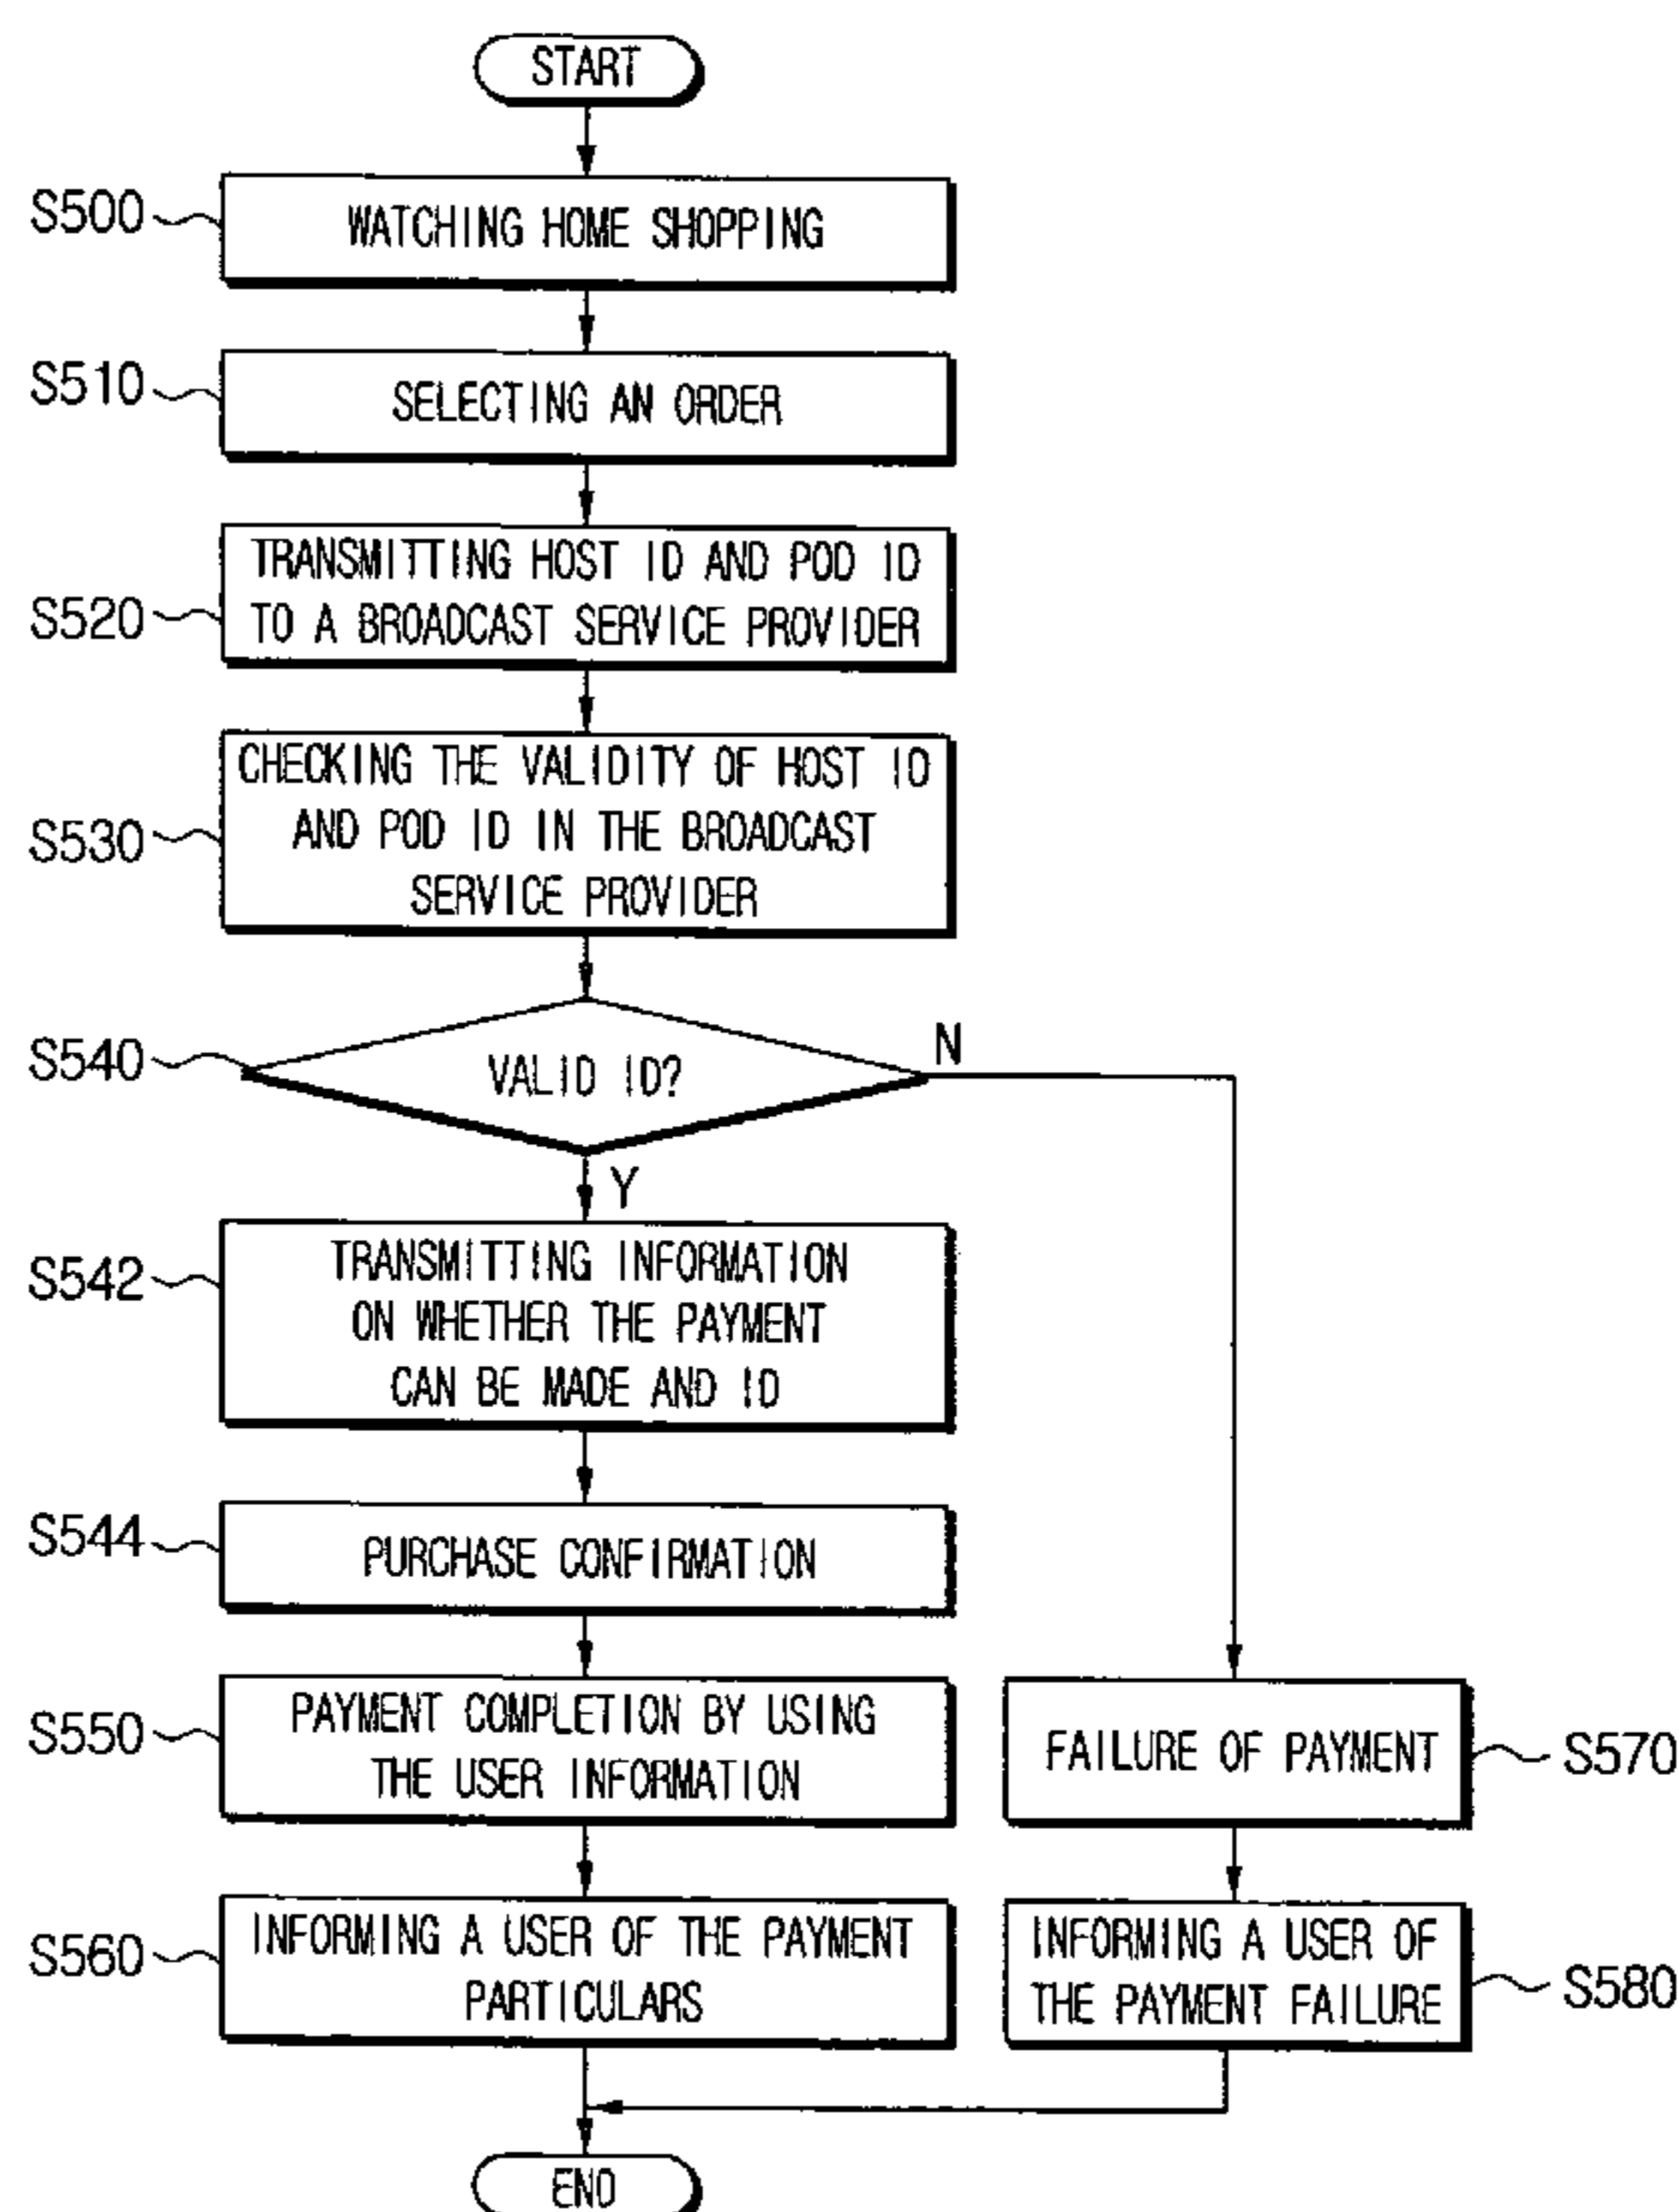 START
S500
WATCHING HOME SHOPPING
S510
SELECTING AN ORDER
S520
TRANSMITTING HOST ID AND POD ID
TO A BROADCAST SERVICE PROVIDER
S530
CHECKING THE VALIDITY OF HOST ID
AND POD ID IN THE BROADCAST
SERVICE PROVIDER
S540
VALID ID?
N
Y
S542
TRANSMITTING INFORMATION
ON WHETHER THE PAYMENT
CAN BE MADE AND ID
S544
PURCHASE CONFIRMATION
S550
PAYMENT COMPLETION BY USING
THE USER INFORMATION
FAILURE OF PAYMENT
S570
S560
INFORMING A USER OF THE PAYMENT
PARTICULARS
INFORMING A USER OF
THE PAYMENT FAILURE
S580
END